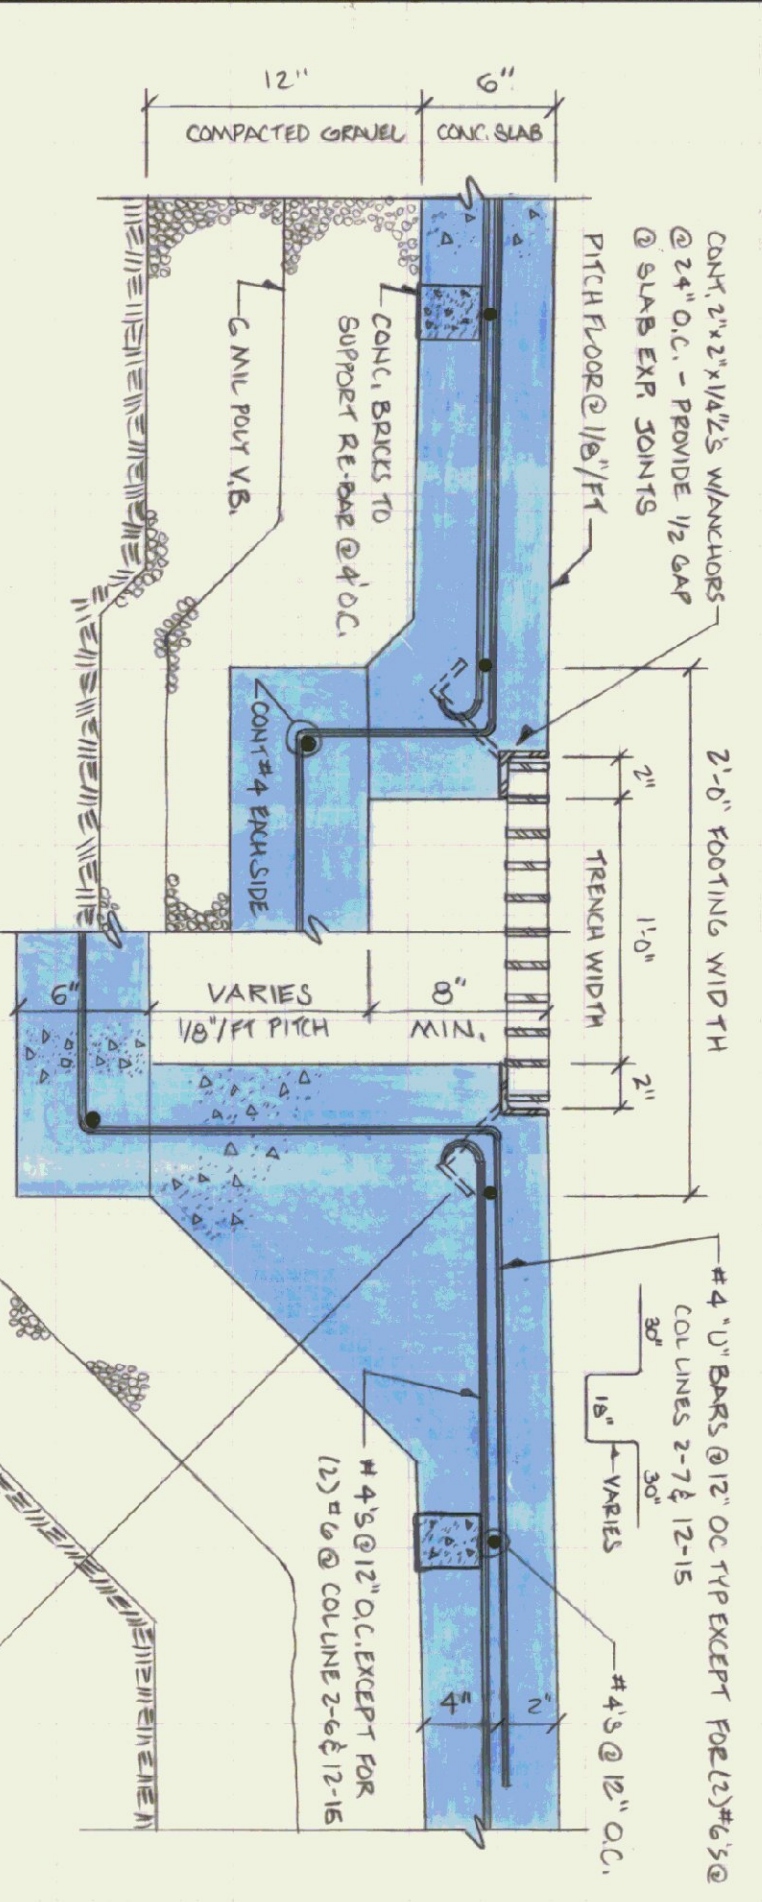 CONT. 2"x2"x1/4"L'S W/ANCHORS
@ 24" O.C. - PROVIDE 1/2 GAP
@ SLAB EXP. JOINTS
PITCH FLOOR @ 1/8"/FT
2'-0" FOOTING WIDTH
2"
1'-0"
2"
TRENCH WIDTH
#4 "U" BARS @ 12" OC TYP EXCEPT FOR (2) #6'S @
COL LINES 2-7 & 12-15
30"
18"
30"
VARIES
#4'S @ 12" O.C.
6"
CONC. SLAB
12"
COMPACTED GRAVEL
CONC. BRICKS TO
SUPPORT RE-BAR @ 4' O.C.
6 MIL POLY V.B.
CONT #4 EACH SIDE
8"
MIN.
VARIES
1/8"/FT PITCH
6"
#4'S @ 12" O.C. EXCEPT FOR
(2) #6 @ COL LINE 2-6 & 12-15
2"
4"